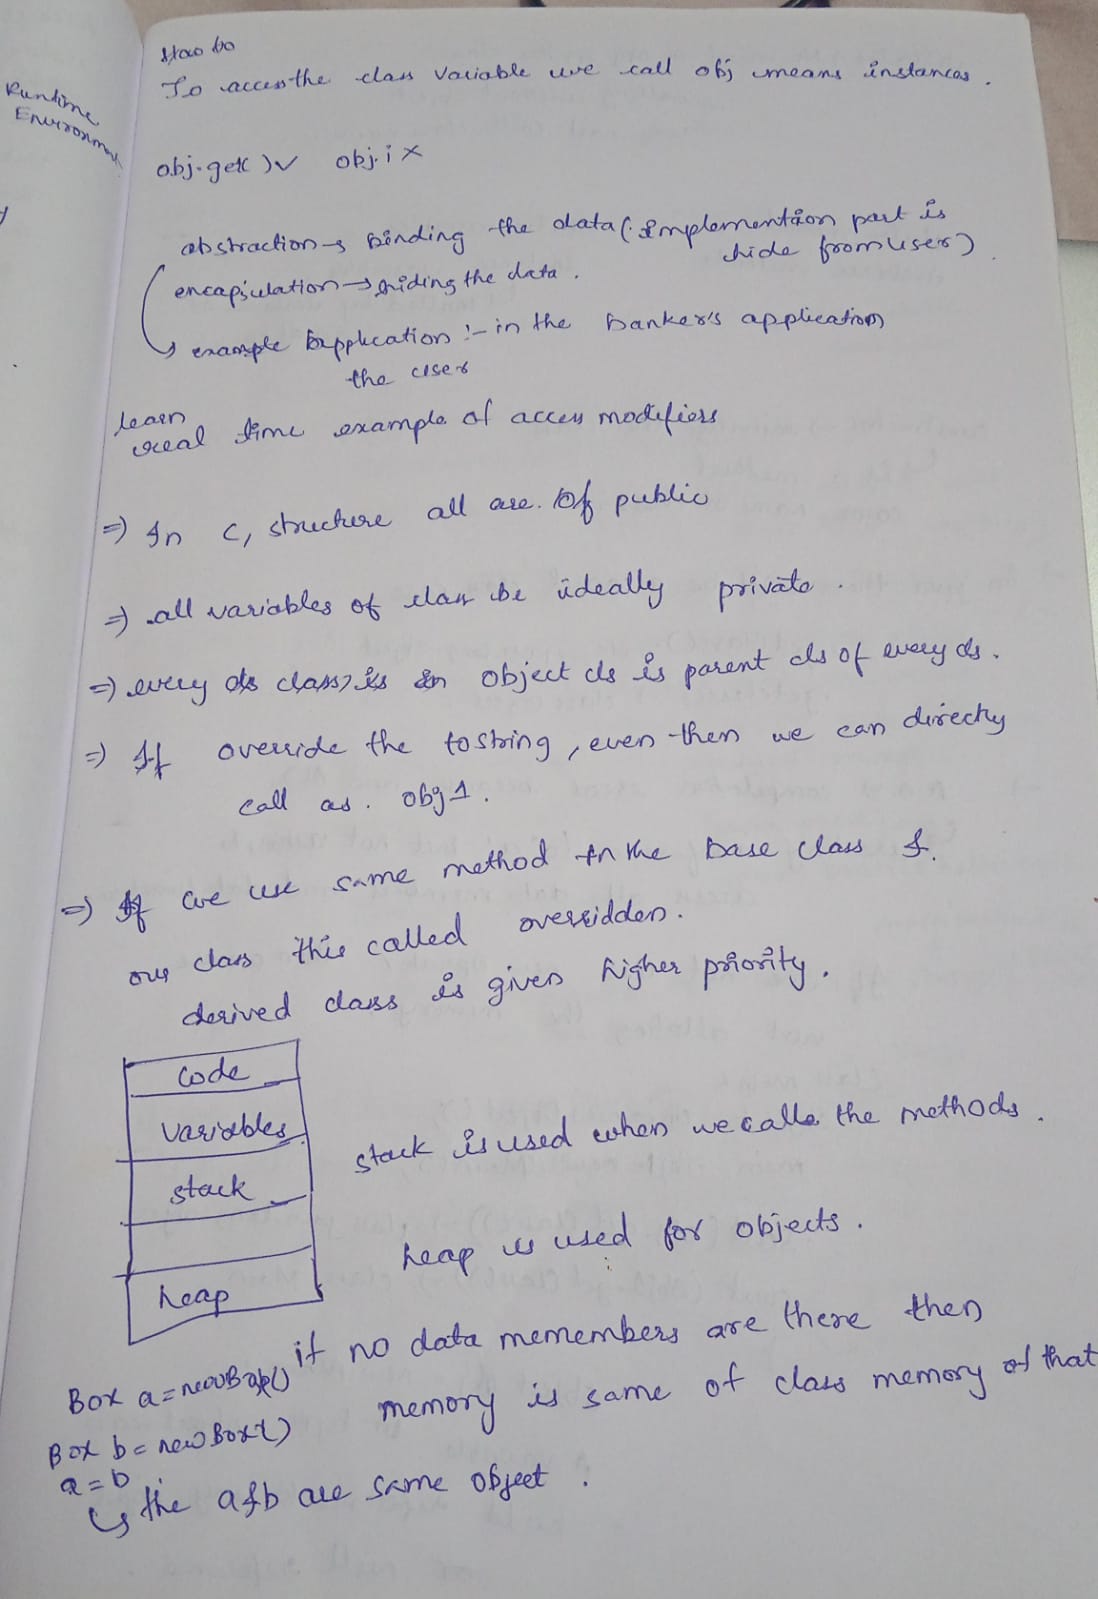 Runtime
Environment
How to
To access the class Variable we call obj means instances.
obj.get() ✓ obj.i ×
abstraction → Binding the data (: Implementation part is
hide from user)
encapsulation → hiding the data.
example application :- in the banker's application
the user
learn
real time example of access modifiers
⇒ In C, structure all are of public
⇒ all variables of class be ideally private.
⇒ every class is in object cls is parent cls of every cls.
⇒ If override the tostring, even then we can directly
call as. obj1.
⇒ If we use same method in the base class &
our class this called overridden.
derived class is given higher priority.
code
variables
stack
heap
stack is used when we calls the methods.
heap is used for objects.
if no data memembers are there then
memory is same of class memory of that
Box a = new Box()
Box b = new Box()
a = b
↳ the a & b are same object.